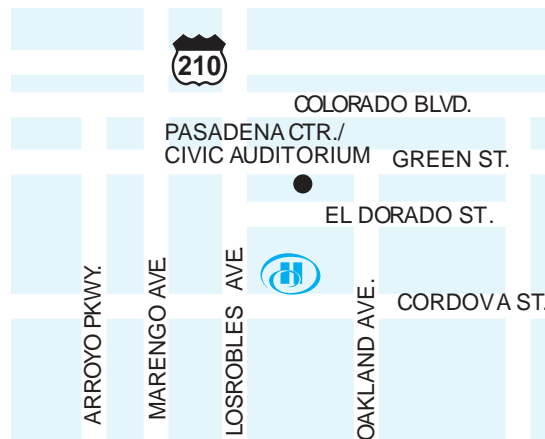 210
COLORADO BLVD.
PASADENA CTR./
CIVIC AUDITORIUM
GREEN ST.
EL DORADO ST.
H
CORDOVA ST.
ARROYO PKWY.
MARENGO AVE.
LOSROBLES AVE.
OAKLAND AVE.